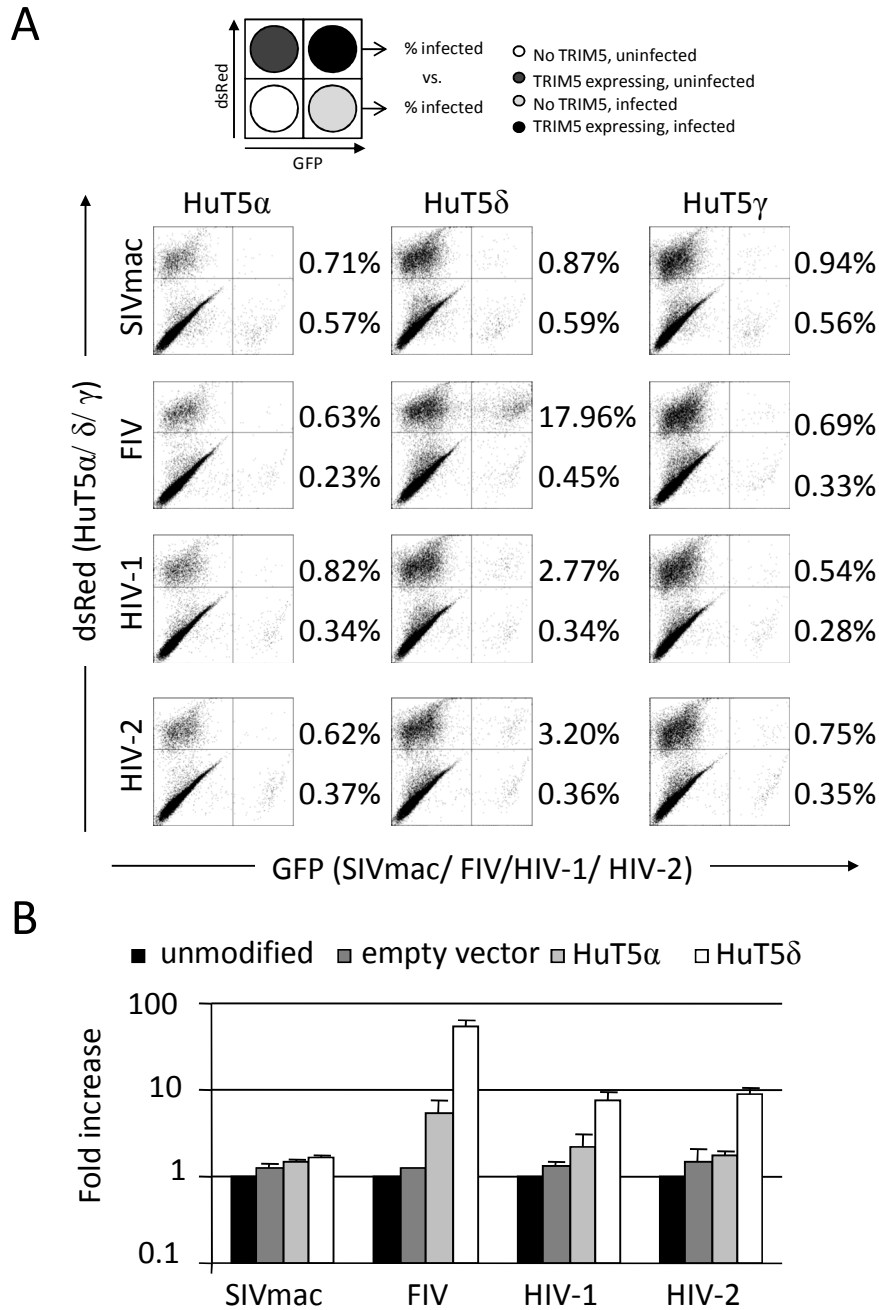 A
dsRed
GFP
% infected
vs.
% infected
No TRIM5, uninfected
TRIM5 expressing, uninfected
No TRIM5, infected
TRIM5 expressing, infected
HuT5α HuT5δ HuT5γ
dsRed (HuT5α/ δ/ γ)
SIVmac
0.71% 0.87% 0.94%
0.57% 0.59% 0.56%
FIV
0.63% 17.96% 0.69%
0.23% 0.45% 0.33%
HIV-1
0.82% 2.77% 0.54%
0.34% 0.34% 0.28%
HIV-2
0.62% 3.20% 0.75%
0.37% 0.36% 0.35%
GFP (SIVmac/ FIV/HIV-1/ HIV-2)
B
unmodified empty vector HuT5α HuT5δ
Fold increase
100
10
1
0.1
SIVmac FIV HIV-1 HIV-2